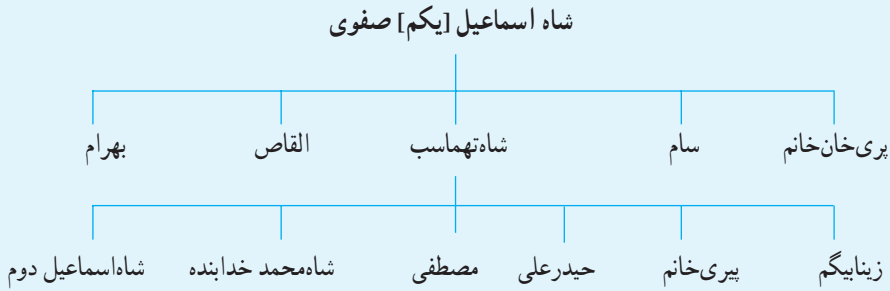 شاه اسماعیل [یکم] صفوی
پری‌خان‌خانم سام شاه‌تهماسب القاص بهرام
زینابیگم پیری‌خانم حیدرعلی مصطفی شاه‌محمد خدابنده شاه‌اسماعیل دوم